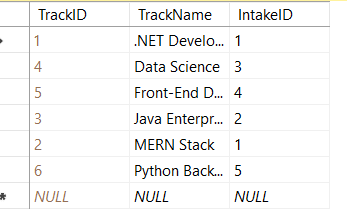 TrackID TrackName IntakeID
1 .NET Develo... 1
4 Data Science 3
5 Front-End D... 4
3 Java Enterpr... 2
2 MERN Stack 1
6 Python Back... 5
* NULL NULL NULL